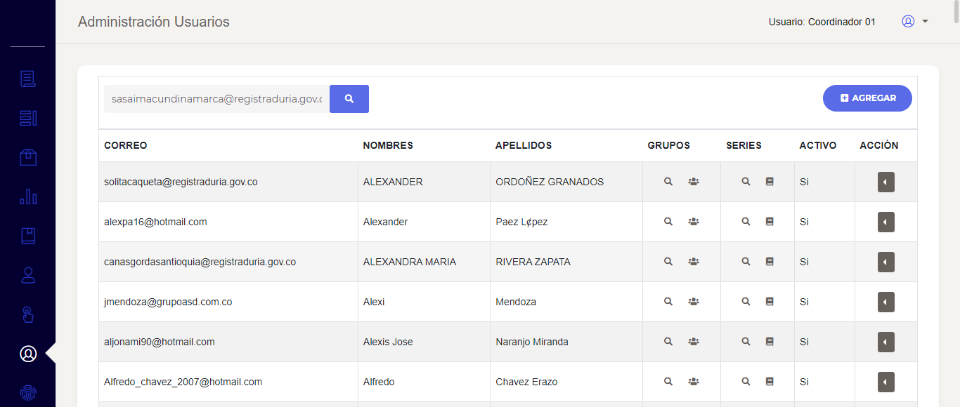 Administración Usuarios
Usuario: Coordinador 01
sasaimacundinamarca@registraduria.gov.c
AGREGAR
CORREO NOMBRES APELLIDOS GRUPOS SERIES ACTIVO ACCIÓN
solitacaqueta@registraduria.gov.co ALEXANDER ORDOÑEZ GRANADOS Si
alexpa16@hotmail.com Alexander Paez L¢pez Si
canasgordasantioquia@registraduria.gov.co ALEXANDRA MARIA RIVERA ZAPATA Si
jmendoza@grupoasd.com.co Alexi Mendoza Si
aljonami90@hotmail.com Alexis Jose Naranjo Miranda Si
Alfredo_chavez_2007@hotmail.com Alfredo Chavez Erazo Si